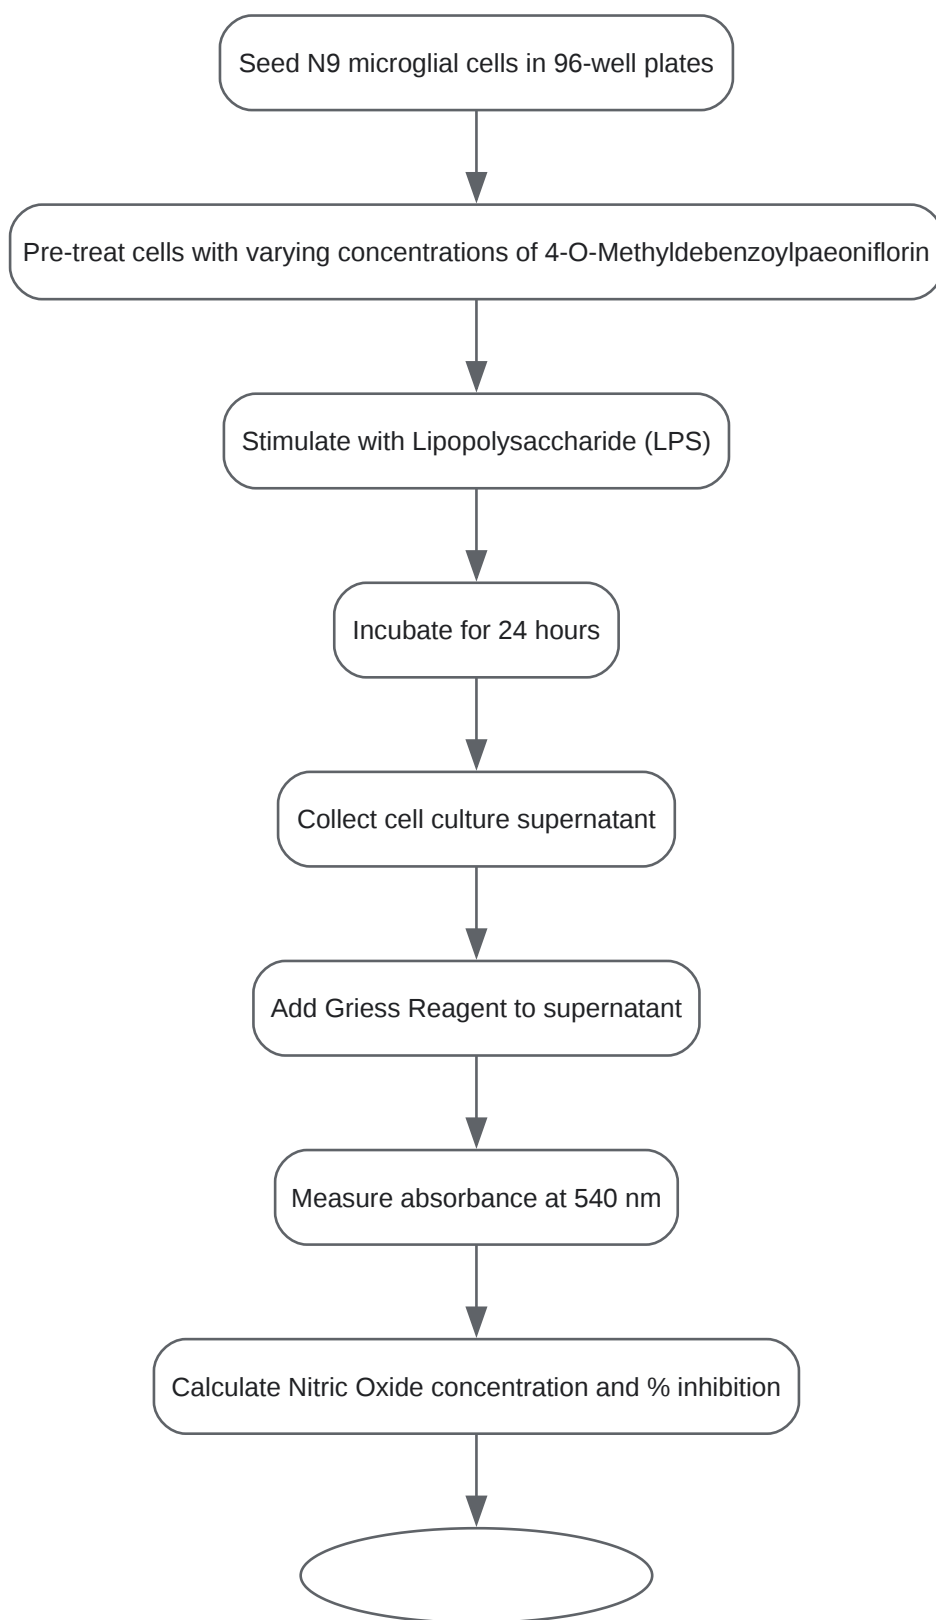 Seed N9 microglial cells in 96-well plates
Pre-treat cells with varying concentrations of 4-O-Methyldebenzoylpaeoniflorin
Stimulate with Lipopolysaccharide (LPS)
Incubate for 24 hours
Collect cell culture supernatant
Add Griess Reagent to supernatant
Measure absorbance at 540 nm
Calculate Nitric Oxide concentration and % inhibition